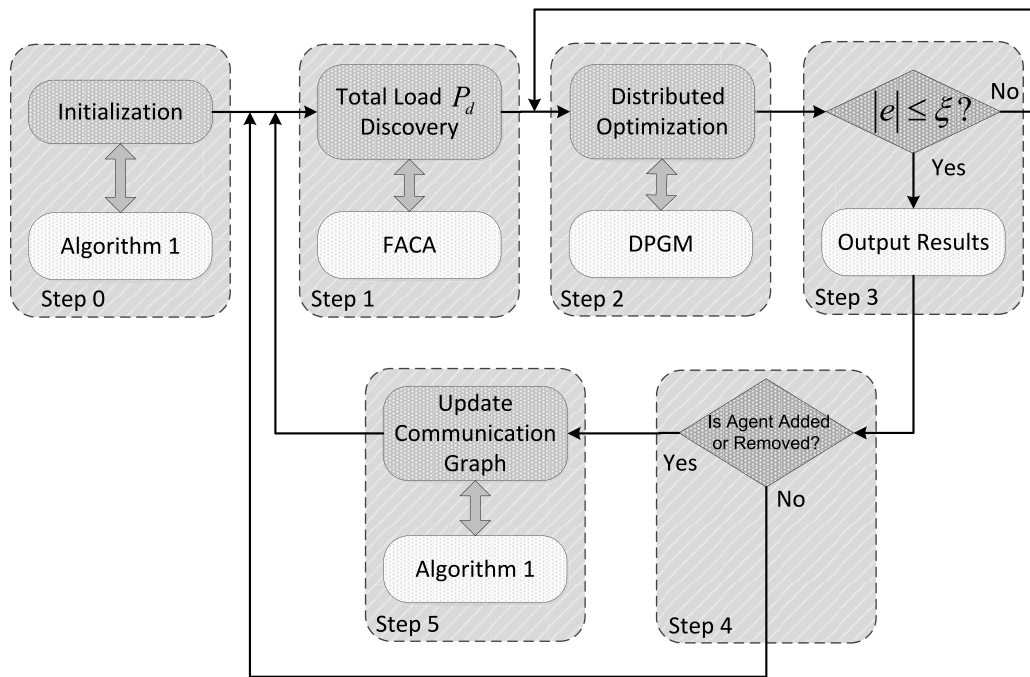 Initialization
Algorithm 1
Step 0
Total Load P_d
Discovery
FACA
Step 1
Distributed
Optimization
DPGM
Step 2
|e| ≤ ξ?
No
Yes
Output Results
Step 3
Update
Communication
Graph
Algorithm 1
Step 5
Is Agent Added
or Removed?
Yes
No
Step 4